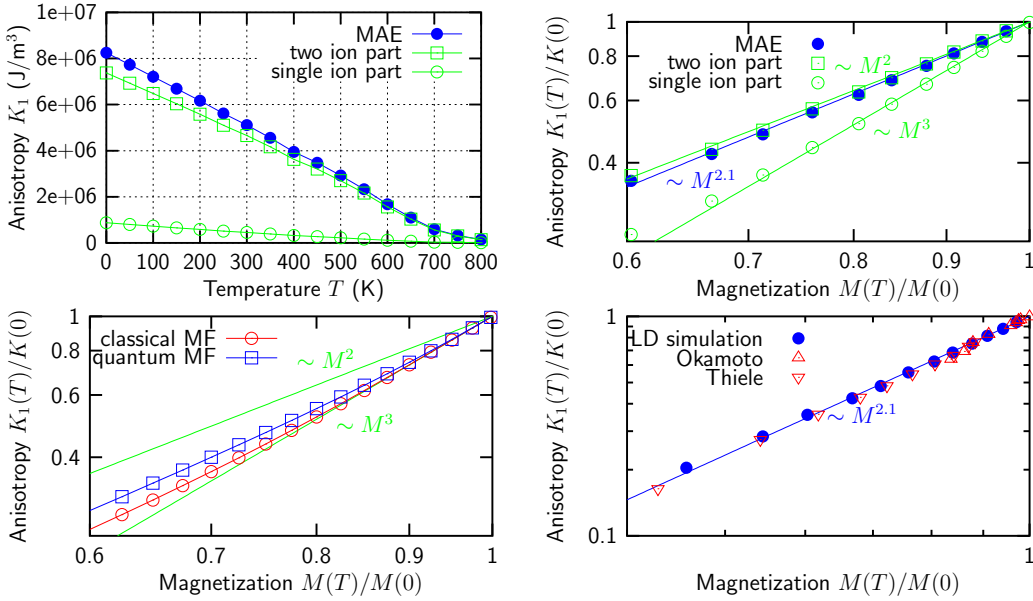 Anisotropy K₁ (J/m³)
1e+07
8e+06
6e+06
4e+06
2e+06
0
MAE
two ion part
single ion part
0 100 200 300 400 500 600 700 800
Temperature T (K)
Anisotropy K₁(T)/K(0)
1
0.8
0.6
0.4
MAE
two ion part
single ion part
∼ M²
∼ M³
∼ M^2.1
0.6 0.7 0.8 0.9 1
Magnetization M(T)/M(0)
Anisotropy K₁(T)/K(0)
1
0.8
0.6
0.4
classical MF
quantum MF
∼ M²
∼ M³
0.6 0.7 0.8 0.9 1
Magnetization M(T)/M(0)
Anisotropy K₁(T)/K(0)
1
0.1
LD simulation
Okamoto
Thiele
∼ M^2.1
1
Magnetization M(T)/M(0)